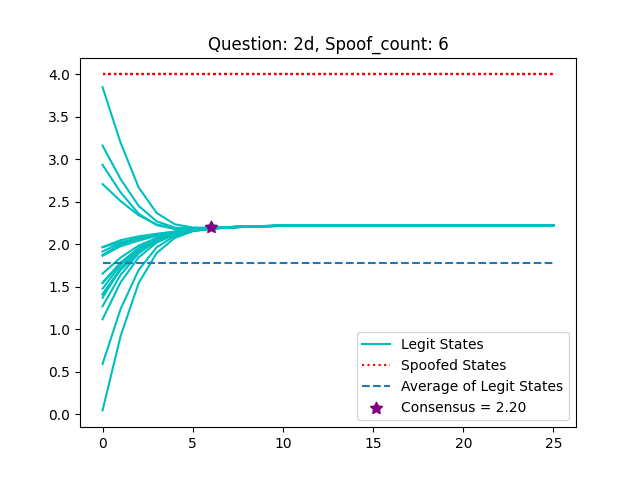 Question: 2d, Spoof_count: 6
4.0
3.5
3.0
2.5
2.0
1.5
1.0
0.5
0.0
0 5 10 15 20 25
Legit States
Spoofed States
Average of Legit States
Consensus = 2.20